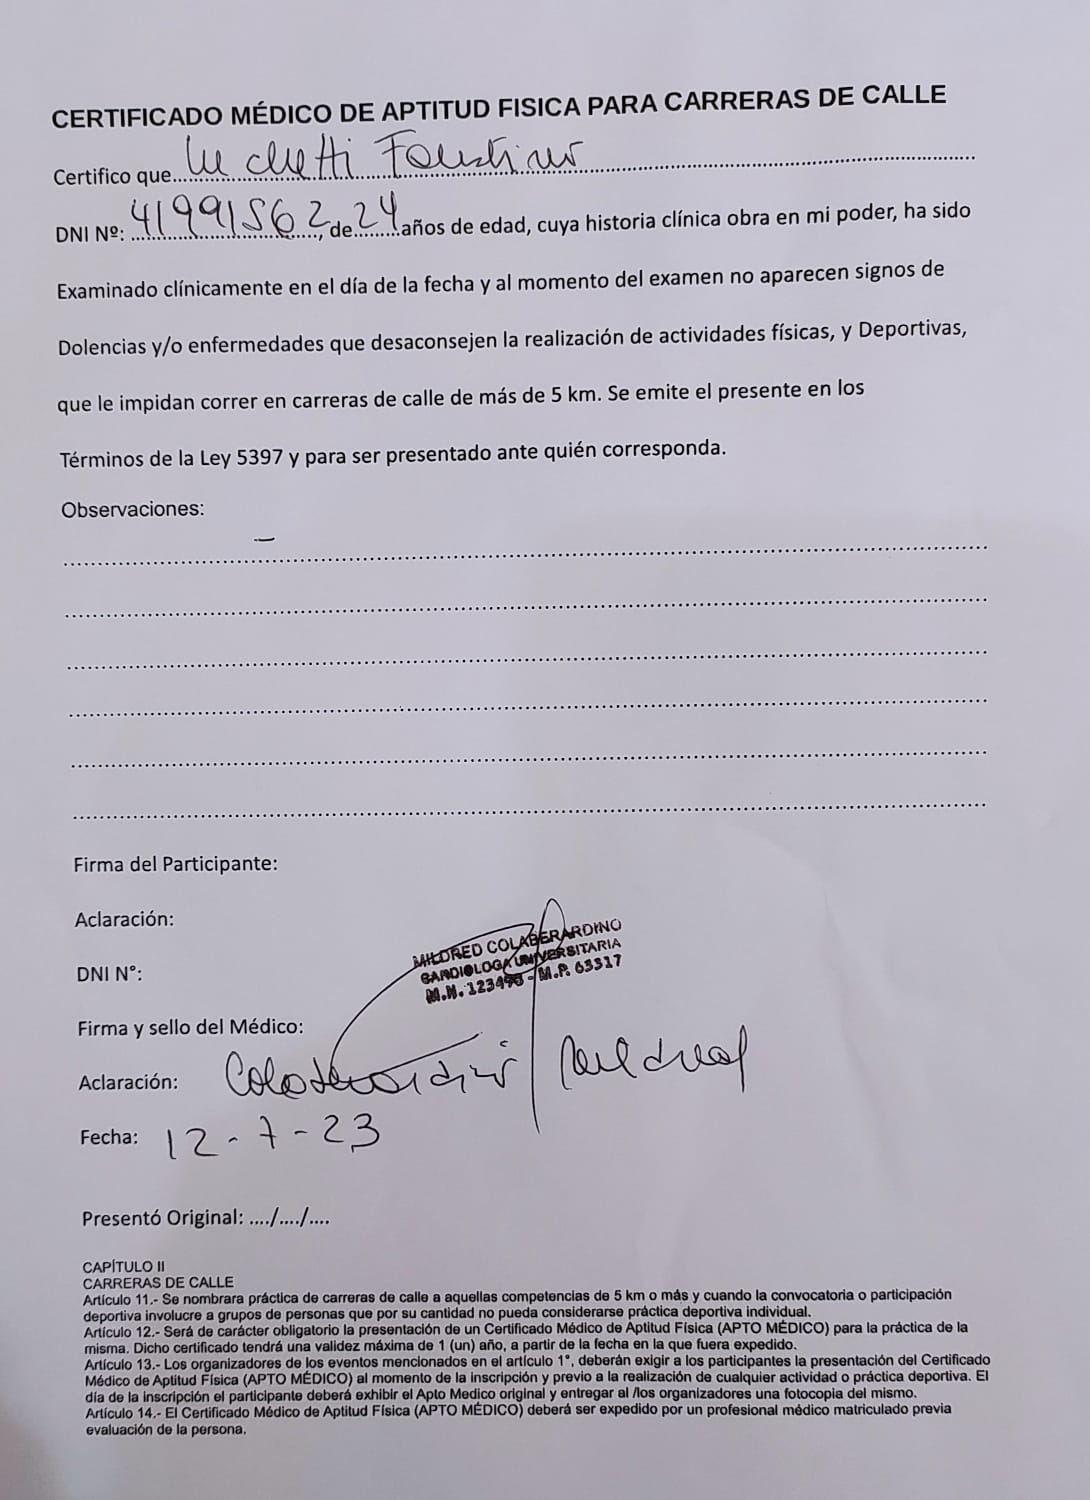 CERTIFICADO MÉDICO DE APTITUD FISICA PARA CARRERAS DE CALLE
Certifico que Luchetti Faustino
DNI Nº: 41991562, de 24 años de edad, cuya historia clínica obra en mi poder, ha sido
Examinado clínicamente en el día de la fecha y al momento del examen no aparecen signos de
Dolencias y/o enfermedades que desaconsejen la realización de actividades físicas, y Deportivas,
que le impidan correr en carreras de calle de más de 5 km. Se emite el presente en los
Términos de la Ley 5397 y para ser presentado ante quién corresponda.
Observaciones:
—
Firma del Participante:
Aclaración:
MILDRED COLABERARDINO
CARDIOLOGA UNIVERSITARIA
M.N. 123490 - M.P. 63317
DNI N°:
Firma y sello del Médico:
Aclaración: Colaberardino Mildred
Fecha: 12-7-23
Presentó Original: ..../..../....
CAPÍTULO II
CARRERAS DE CALLE
Artículo 11.- Se nombrara práctica de carreras de calle a aquellas competencias de 5 km o más y cuando la convocatoria o participación
deportiva involucre a grupos de personas que por su cantidad no pueda considerarse práctica deportiva individual.
Artículo 12.- Será de carácter obligatorio la presentación de un Certificado Médico de Aptitud Física (APTO MÉDICO) para la práctica de la
misma. Dicho certificado tendrá una validez máxima de 1 (un) año, a partir de la fecha en la que fuera expedido.
Artículo 13.- Los organizadores de los eventos mencionados en el artículo 1°, deberán exigir a los participantes la presentación del Certificado
Médico de Aptitud Física (APTO MÉDICO) al momento de la inscripción y previo a la realización de cualquier actividad o práctica deportiva. El
día de la inscripción el participante deberá exhibir el Apto Medico original y entregar al /los organizadores una fotocopia del mismo.
Artículo 14.- El Certificado Médico de Aptitud Física (APTO MÉDICO) deberá ser expedido por un profesional médico matriculado previa
evaluación de la persona.